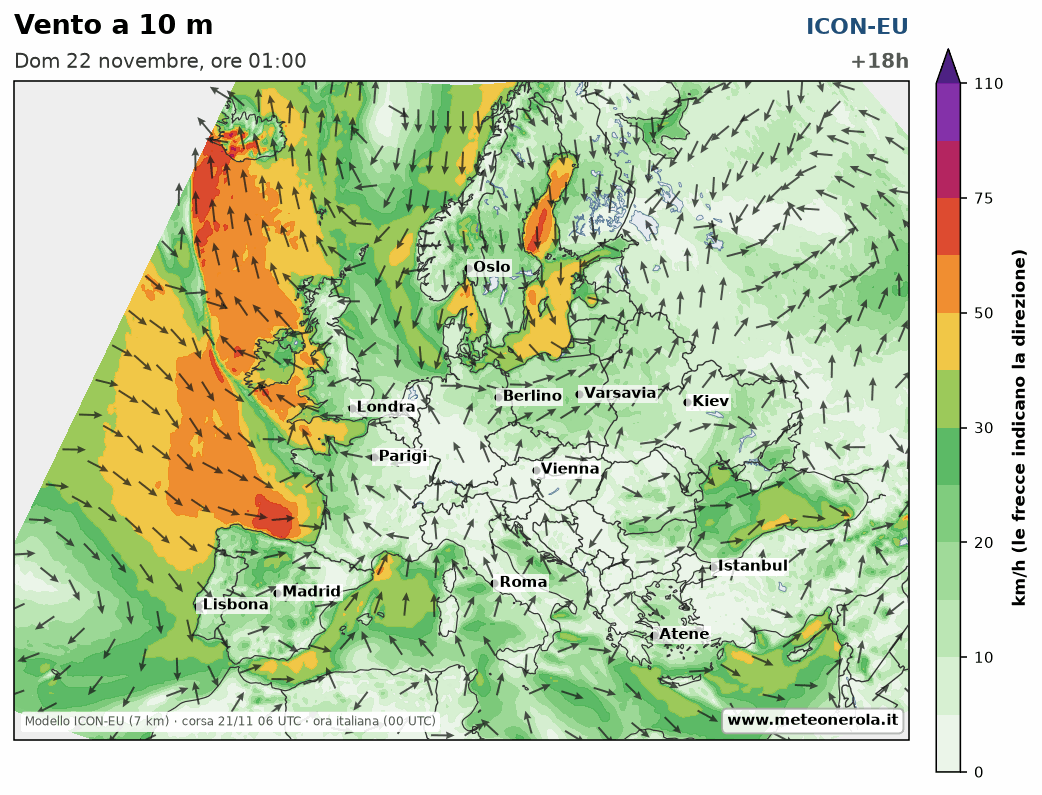 Vento a 10 m
ICON-EU
Dom 22 novembre, ore 01:00
+18h
110
75
50
30
20
10
0
km/h (le frecce indicano la direzione)
Oslo
Berlino
Varsavia
Kiev
Londra
Parigi
Vienna
Istanbul
Roma
Madrid
Lisbona
Atene
Modello ICON-EU (7 km) · corsa 21/11 06 UTC · ora italiana (00 UTC)
www.meteonerola.it